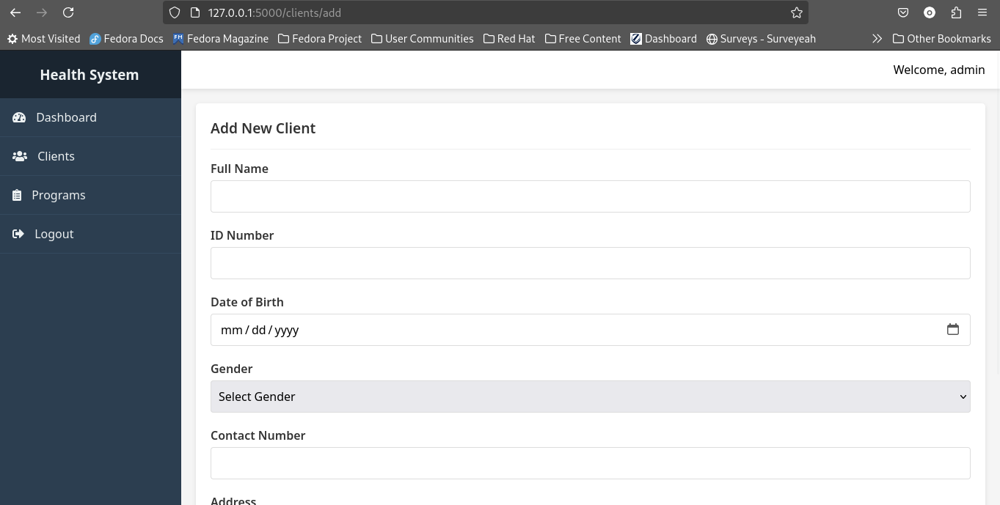 127.0.0.1:5000/clients/add
Most Visited Fedora Docs FM Fedora Magazine Fedora Project User Communities Red Hat Free Content Dashboard Surveys - Surveyeah Other Bookmarks
Health System
Welcome, admin
Dashboard
Clients
Programs
Logout
Add New Client
Full Name
ID Number
Date of Birth
mm/dd/yyyy
Gender
Select Gender
Contact Number
Address